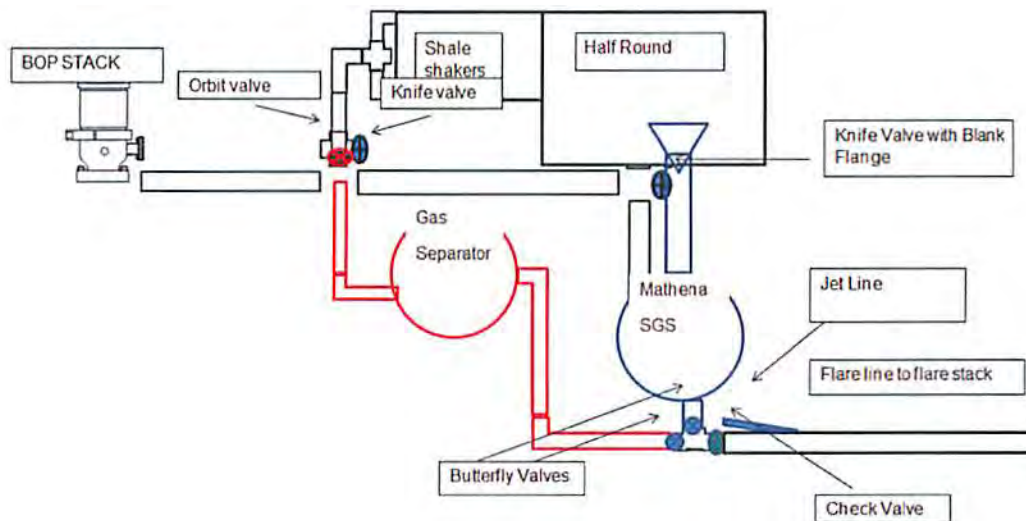 BOP STACK
Orbit valve
Shale
shakers
Knife valve
Half Round
Knife Valve with Blank
Flange
Gas
Separator
Mathena
SGS
Jet Line
Flare line to flare stack
Butterfly Valves
Check Valve